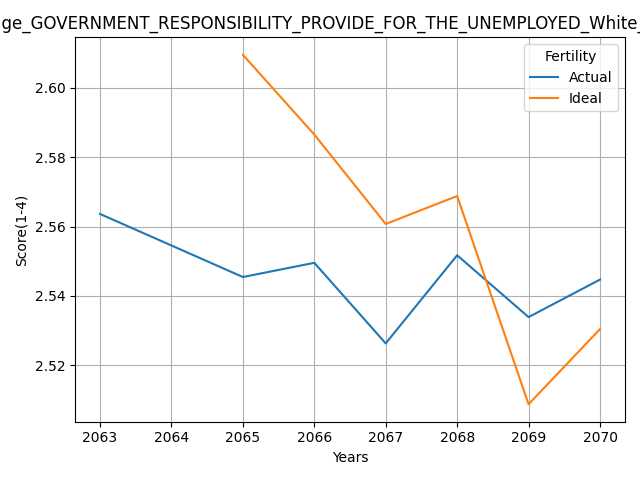 ge_GOVERNMENT_RESPONSIBILITY_PROVIDE_FOR_THE_UNEMPLOYED_White_
Fertility
Actual
Ideal
2.60
2.58
2.56
2.54
2.52
Score(1-4)
2063 2064 2065 2066 2067 2068 2069 2070
Years